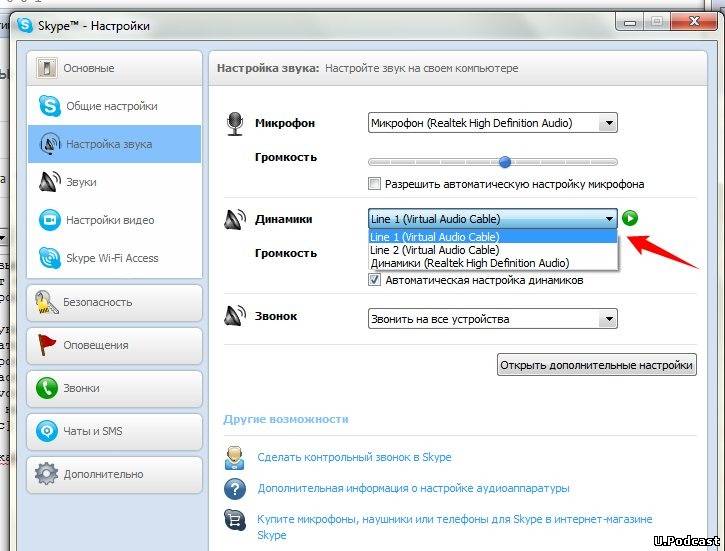 Skype™ - Настройки
Основные
Общие настройки
Настройка звука
Звуки
Настройки видео
Skype Wi-Fi Access
Безопасность
Оповещения
Звонки
Чаты и SMS
Дополнительно
Настройка звука: Настройте звук на своем компьютере
Микрофон
Микрофон (Realtek High Definition Audio)
Громкость
Разрешить автоматическую настройку микрофона
Динамики
Line 1 (Virtual Audio Cable)
Line 1 (Virtual Audio Cable)
Line 2 (Virtual Audio Cable)
Динамики (Realtek High Definition Audio)
Громкость
Автоматическая настройка динамиков
Звонок
Звонить на все устройства
Открыть дополнительные настройки
Другие возможности
Сделать контрольный звонок в Skype
Дополнительная информация о настройке аудиоаппаратуры
Купите микрофоны, наушники или телефоны для Skype в интернет-магазине
Skype
U.Podcast